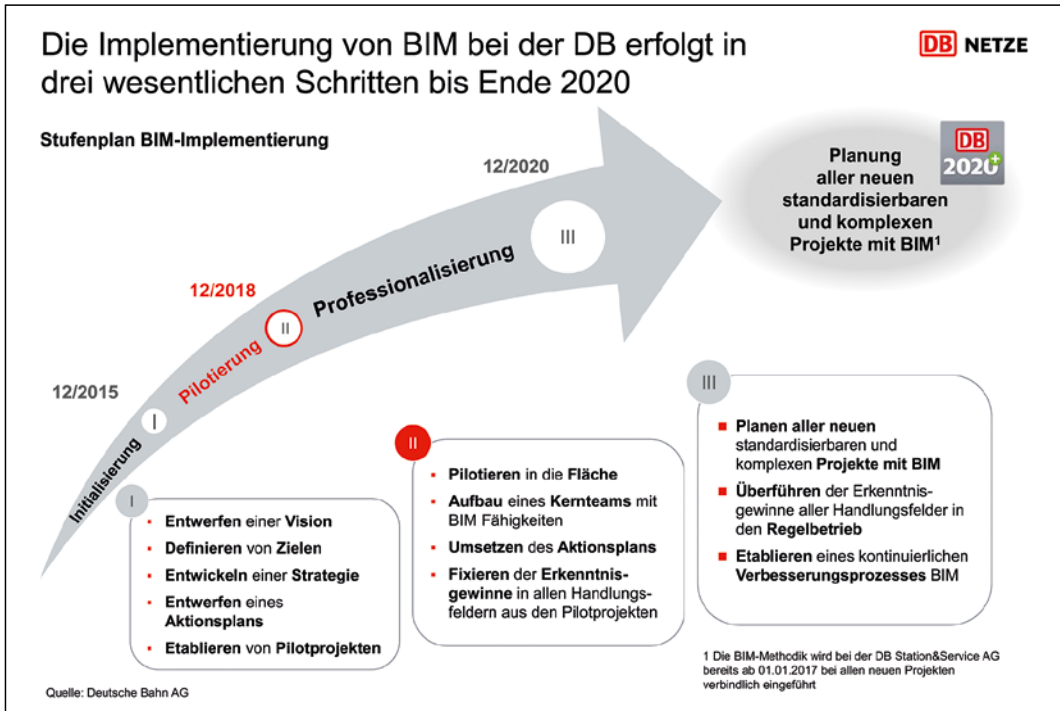 Die Implementierung von BIM bei der DB erfolgt in
drei wesentlichen Schritten bis Ende 2020
DB NETZE
Stufenplan BIM-Implementierung
DB
2020+
Planung
aller neuen
standardisierbaren
und komplexen
Projekte mit BIM¹
12/2020
III
Professionalisierung
12/2018
II
Pilotierung
12/2015
I
Initialisierung
I
Entwerfen einer Vision
Definieren von Zielen
Entwickeln einer Strategie
Entwerfen eines
Aktionsplans
Etablieren von Pilotprojekten
II
Pilotieren in die Fläche
Aufbau eines Kernteams mit
BIM Fähigkeiten
Umsetzen des Aktionsplans
Fixieren der Erkenntnis-
gewinne in allen Handlungs-
feldern aus den Pilotprojekten
III
Planen aller neuen
standardisierbaren und
komplexen Projekte mit BIM
Überführen der Erkenntnis-
gewinne aller Handlungsfelder in
den Regelbetrieb
Etablieren eines kontinuierlichen
Verbesserungsprozesses BIM
1 Die BIM-Methodik wird bei der DB Station&Service AG
bereits ab 01.01.2017 bei allen neuen Projekten
verbindlich eingeführt
Quelle: Deutsche Bahn AG